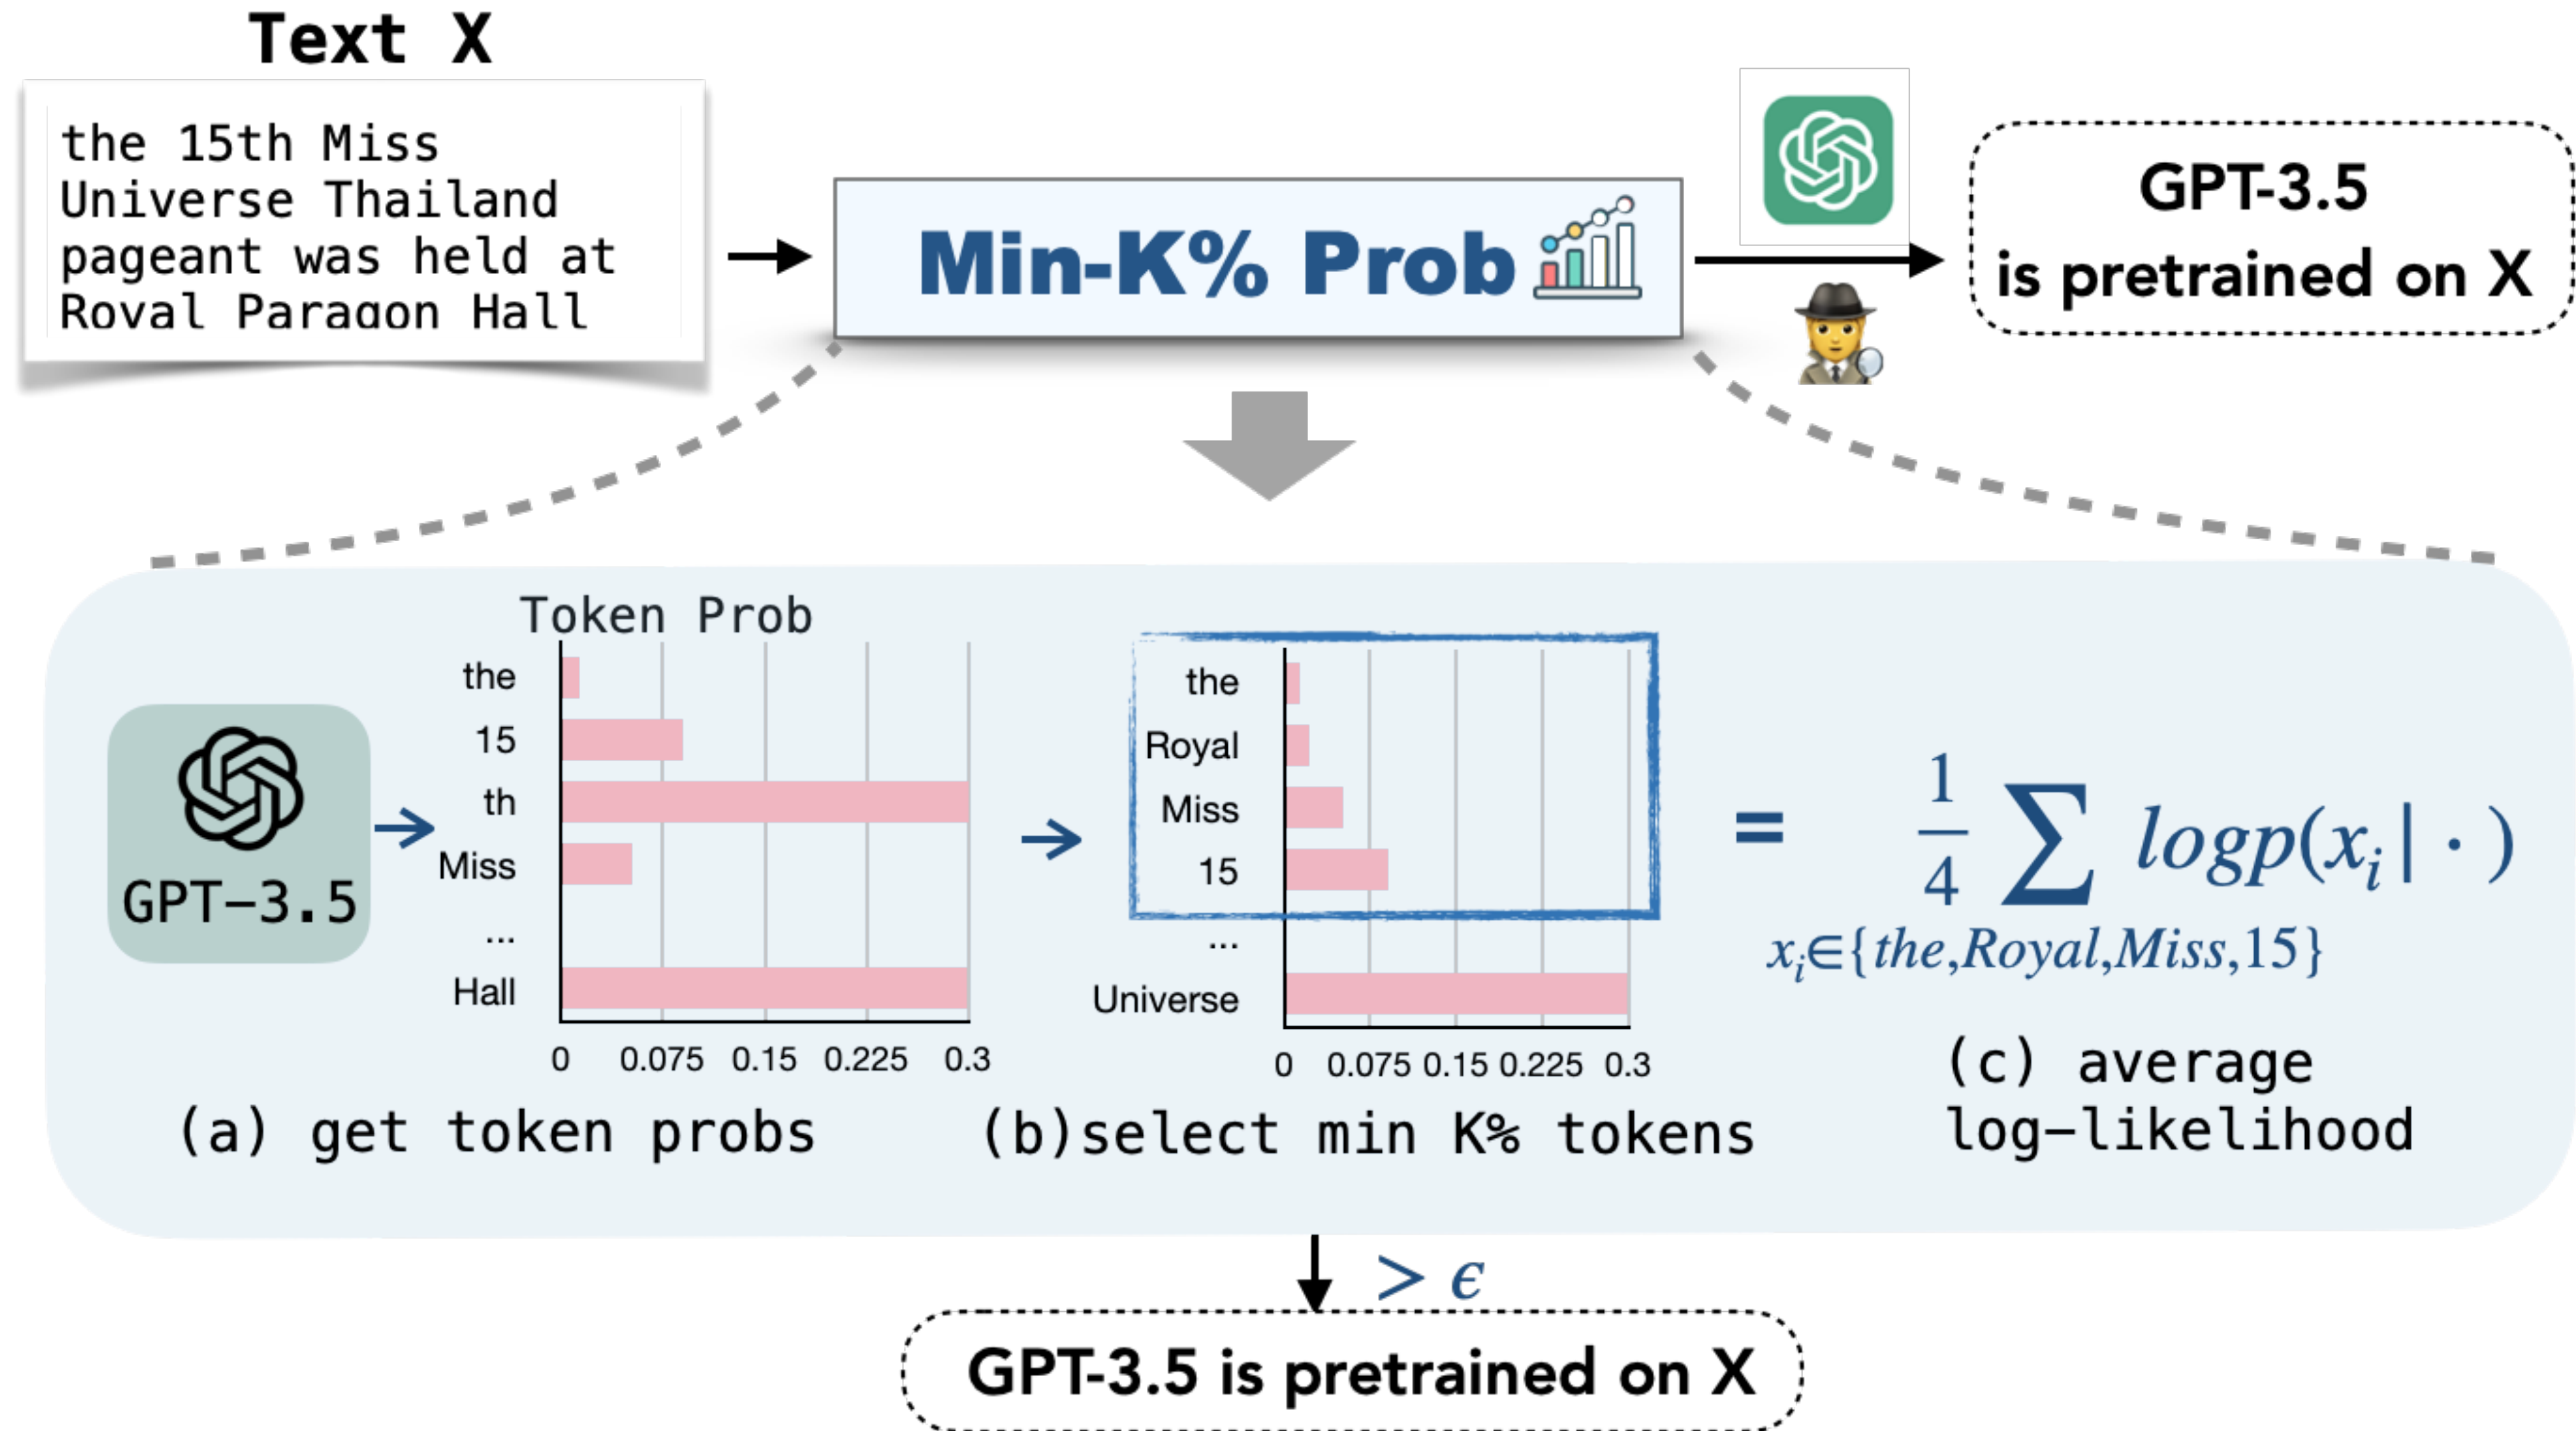 Text X
the 15th Miss
Universe Thailand
pageant was held at
Royal Paragon Hall
Min-K% Prob
GPT-3.5
is pretrained on X
Token Prob
the
15
th
Miss
...
Hall
0 0.075 0.15 0.225 0.3
GPT-3.5
(a) get token probs
the
Royal
Miss
15
...
Universe
0 0.075 0.15 0.225 0.3
(b)select min K% tokens
= 1/4 ∑ logp(x_i | · )
x_i∈{the,Royal,Miss,15}
(c) average
log-likelihood
> ϵ
GPT-3.5 is pretrained on X